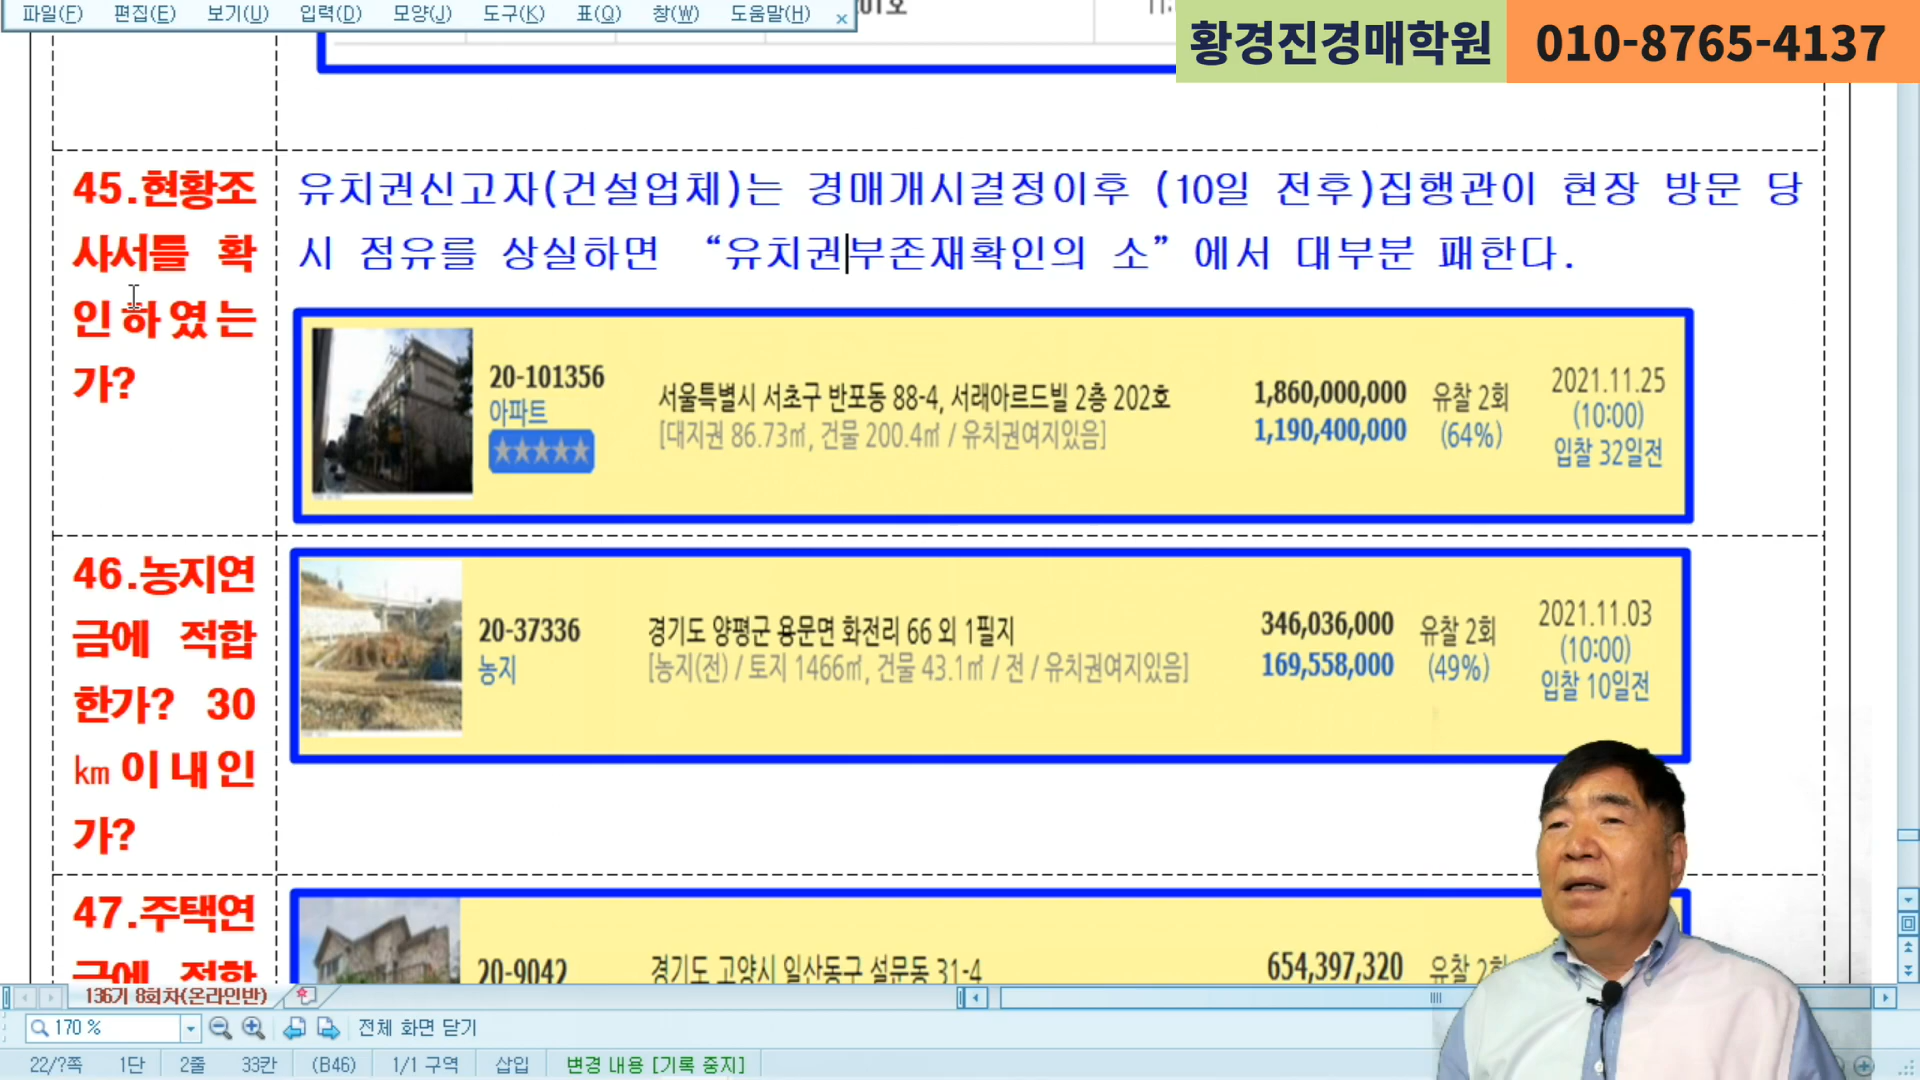 파일(F) 편집(E) 보기(U) 입력(D) 모양(J) 도구(K) 표(Q) 창(W) 도움말(H)
황경진경매학원 010-8765-4137
45.현황조
사서를 확
인하였는
가?
유치권신고자(건설업체)는 경매개시결정이후 (10일 전후)집행관이 현장 방문 당
시 점유를 상실하면 “유치권부존재확인의 소”에서 대부분 패한다.
20-101356
아파트
★★★★★
서울특별시 서초구 반포동 88-4, 서래아르드빌 2층 202호
[대지권 86.73㎡, 건물 200.4㎡ / 유치권여지있음]
1,860,000,000
1,190,400,000
유찰 2회
(64%)
2021.11.25
(10:00)
입찰 32일전
46.농지연
금에 적합
한가? 30
㎞이내인
가?
20-37336
농지
경기도 양평군 용문면 화전리 66 외 1필지
[농지(전) / 토지 1466㎡, 건물 43.1㎡ / 전 / 유치권여지있음]
346,036,000
169,558,000
유찰 2회
(49%)
2021.11.03
(10:00)
입찰 10일전
47.주택연
금에 적합
20-9042
경기도 고양시 일산동구 설문동 31-4
654,397,320
유찰 2회
136기 8회차(온라인반)
170 %
전체 화면 닫기
22/?쪽 1단 2줄 33칸 (B46) 1/1 구역 삽입 변경 내용 [기록 중지]